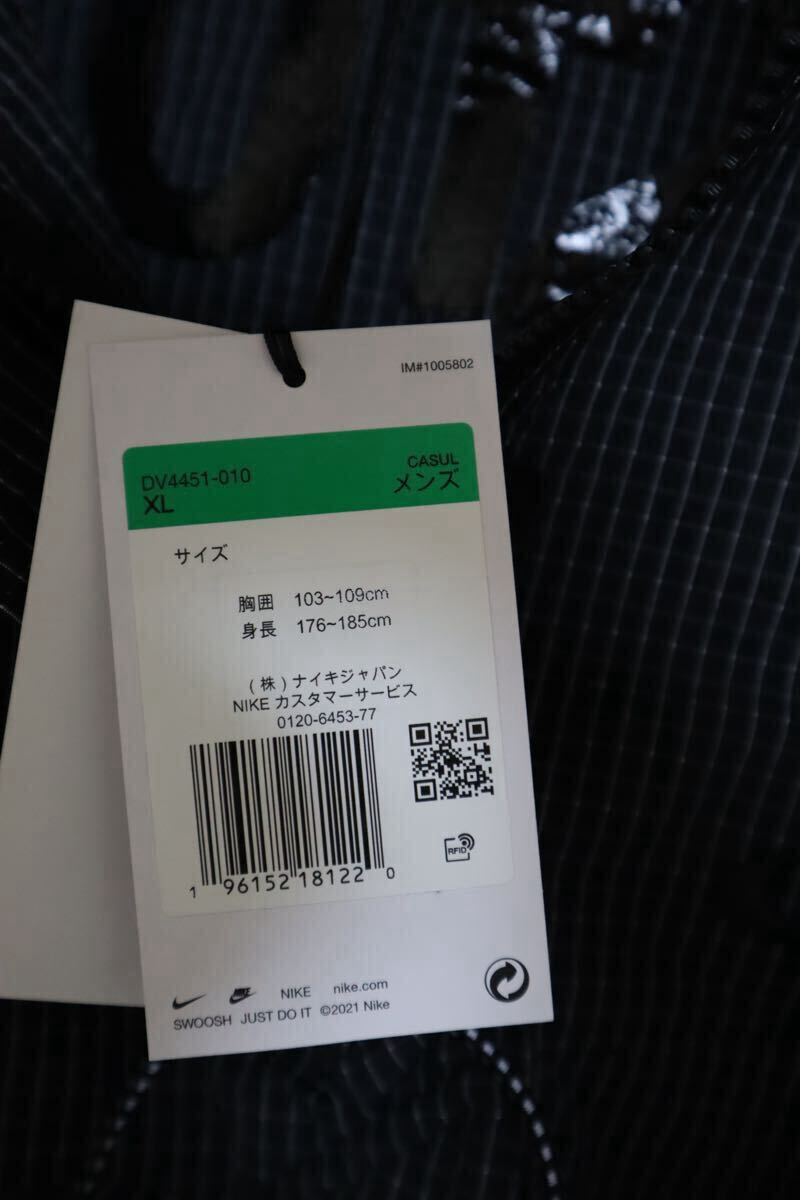 IM#1005802
DV4451-010
CASUL
XL
メンズ
サイズ
胸囲 103~109cm
身長 176~185cm
(株)ナイキジャパン
NIKE カスタマーサービス
0120-6453-77
RFID
1 96152 18122 0
NIKE nike.com
SWOOSH JUST DO IT ©2021 Nike